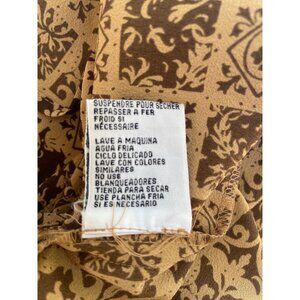 SUSPENDRE POUR SECHER
REPASSER A FER
FROID SI
NÉCESSAIRE
LAVE A MAQUINA
AGUA FRIA
CICLO DELICADO
LAVE CON COLORES
SIMILARES
NO USE
BLANQUEADORES
TIENDA PARA SECAR
USE PLANCHA FRIA
SI ES NECESARIO